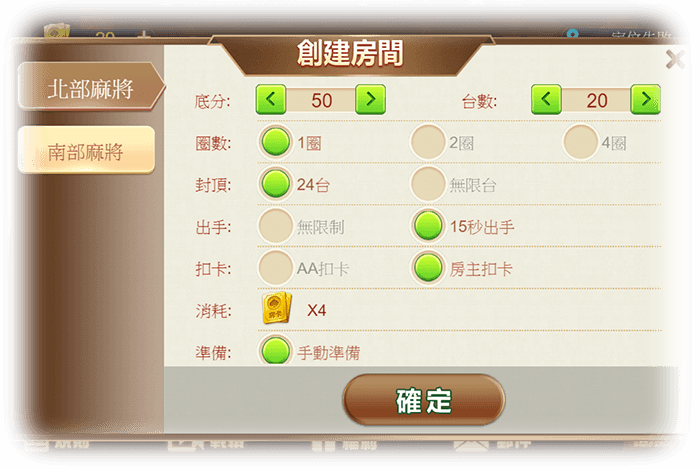 創建房間
北部麻將
南部麻將
底分: 50 台數: 20
圈數: 1圈 2圈 4圈
封頂: 24台 無限台
出手: 無限制 15秒出手
扣卡: AA扣卡 房主扣卡
消耗: X4
準備: 手動準備
確定